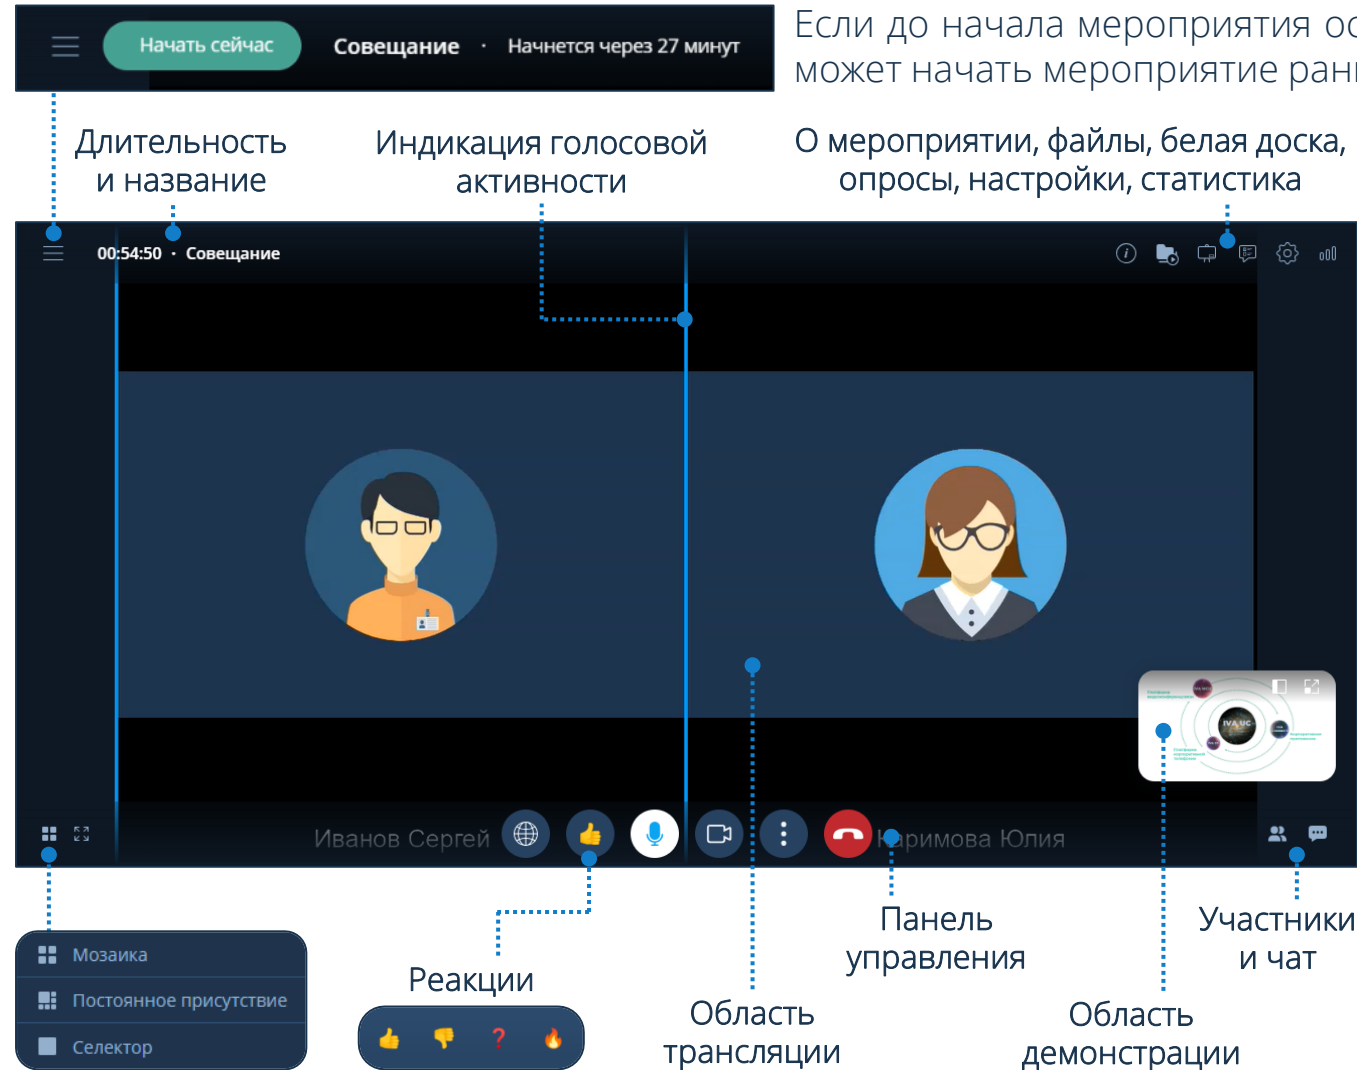 Начать сейчас Совещание · Начнется через 27 минут
Если до начала мероприятия
может начать мероприятие
Длительность
и название
Индикация голосовой
активности
О мероприятии, файлы, белая доска,
опросы, настройки, статистика
00:54:50 · Совещание
IVA UC
Иванов Сергей
Каримова Юлия
Мозаика
Постоянное присутствие
Селектор
Реакции
Область
трансляции
Панель
управления
Область
демонстрации
Участники
и чат